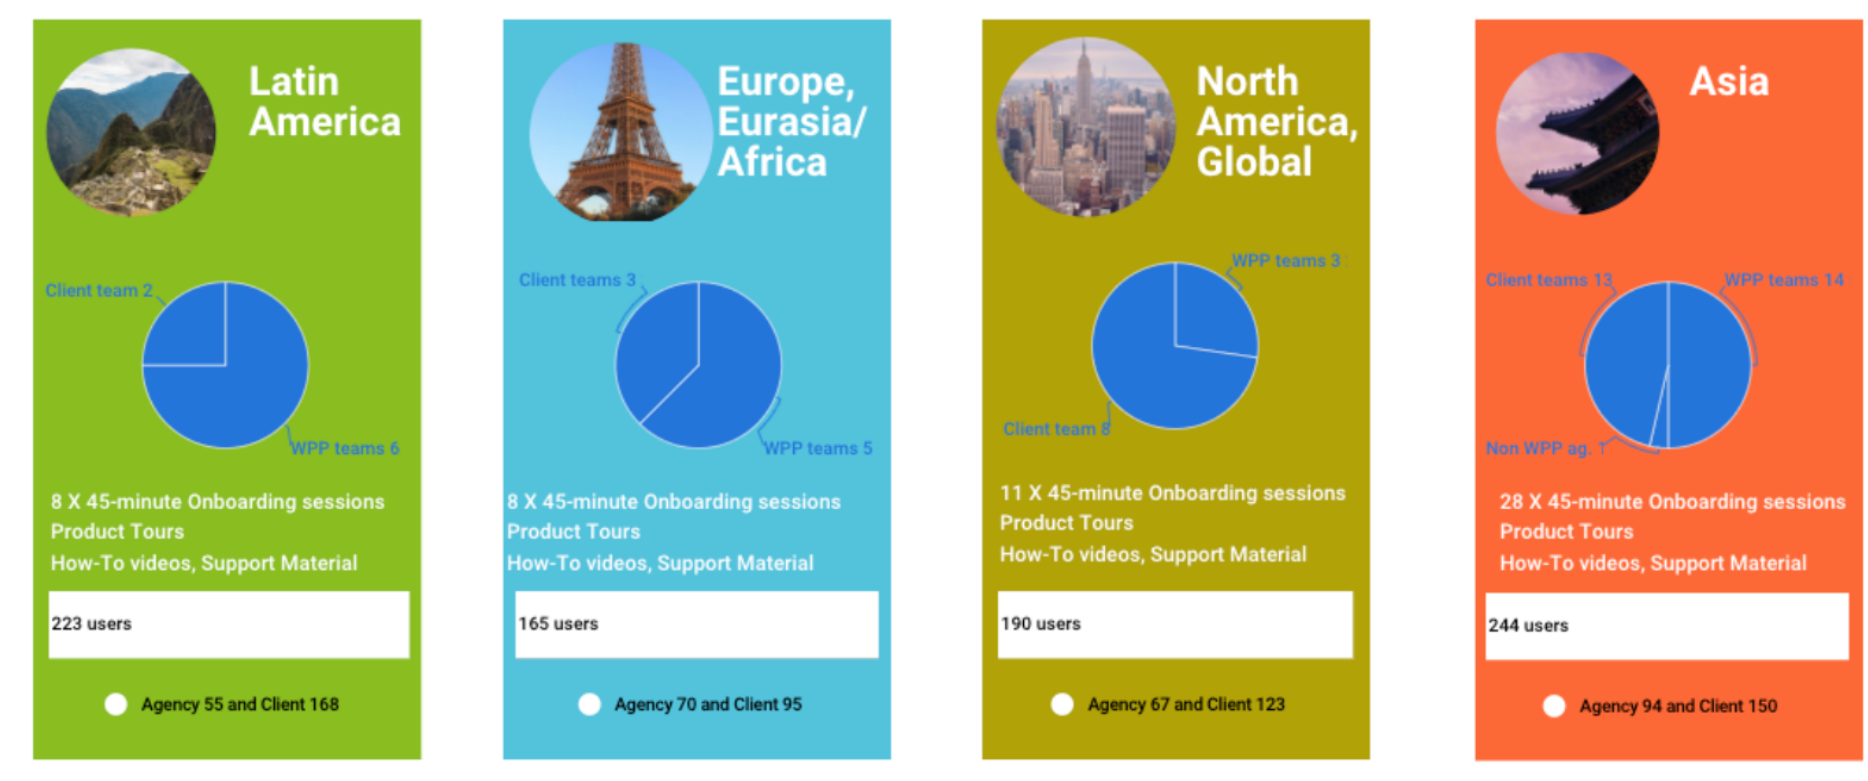 Latin
America
Client team 2
WPP teams 6
8 X 45-minute Onboarding sessions
Product Tours
How-To videos, Support Material
223 users
Agency 55 and Client 168
Europe,
Eurasia/
Africa
Client teams 3
WPP teams 5
8 X 45-minute Onboarding sessions
Product Tours
How-To videos, Support Material
165 users
Agency 70 and Client 95
North
America,
Global
WPP teams 3
Client team 8
11 X 45-minute Onboarding sessions
Product Tours
How-To videos, Support Material
190 users
Agency 67 and Client 123
Asia
Client teams 13
WPP teams 14
Non WPP ag. 1
28 X 45-minute Onboarding sessions
Product Tours
How-To videos, Support Material
244 users
Agency 94 and Client 150